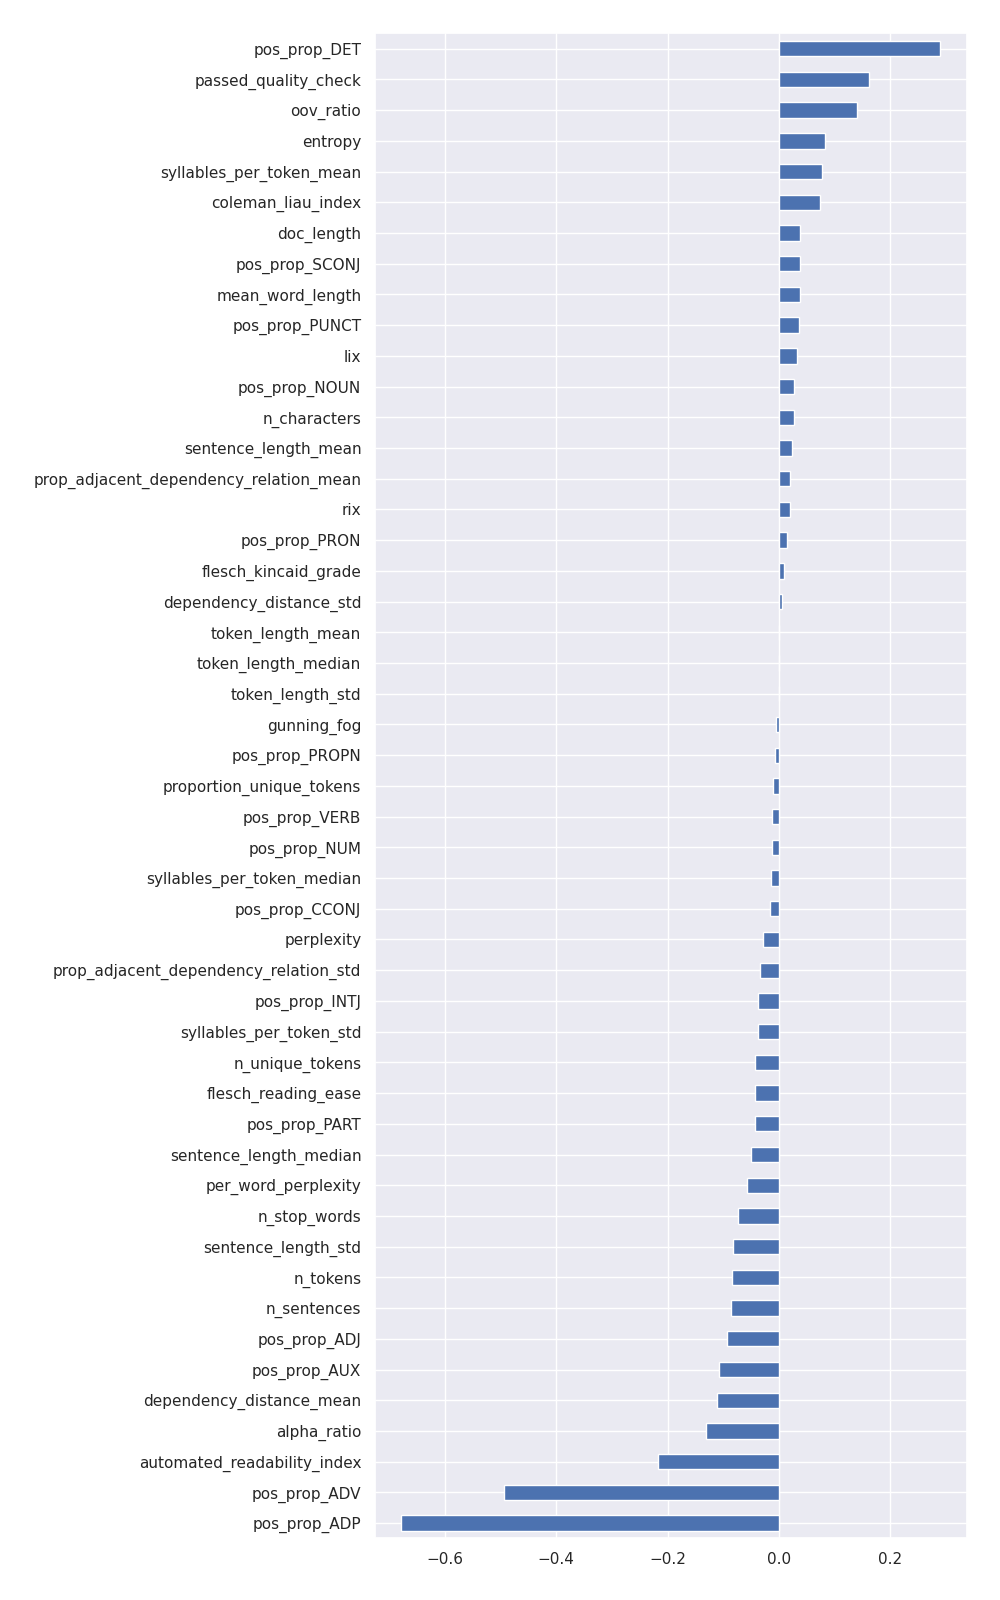 pos_prop_DET
passed_quality_check
oov_ratio
entropy
syllables_per_token_mean
coleman_liau_index
doc_length
pos_prop_SCONJ
mean_word_length
pos_prop_PUNCT
lix
pos_prop_NOUN
n_characters
sentence_length_mean
prop_adjacent_dependency_relation_mean
rix
pos_prop_PRON
flesch_kincaid_grade
dependency_distance_std
token_length_mean
token_length_median
token_length_std
gunning_fog
pos_prop_PROPN
proportion_unique_tokens
pos_prop_VERB
pos_prop_NUM
syllables_per_token_median
pos_prop_CCONJ
perplexity
prop_adjacent_dependency_relation_std
pos_prop_INTJ
syllables_per_token_std
n_unique_tokens
flesch_reading_ease
pos_prop_PART
sentence_length_median
per_word_perplexity
n_stop_words
sentence_length_std
n_tokens
n_sentences
pos_prop_ADJ
pos_prop_AUX
dependency_distance_mean
alpha_ratio
automated_readability_index
pos_prop_ADV
pos_prop_ADP
−0.6 −0.4 −0.2 0.0 0.2